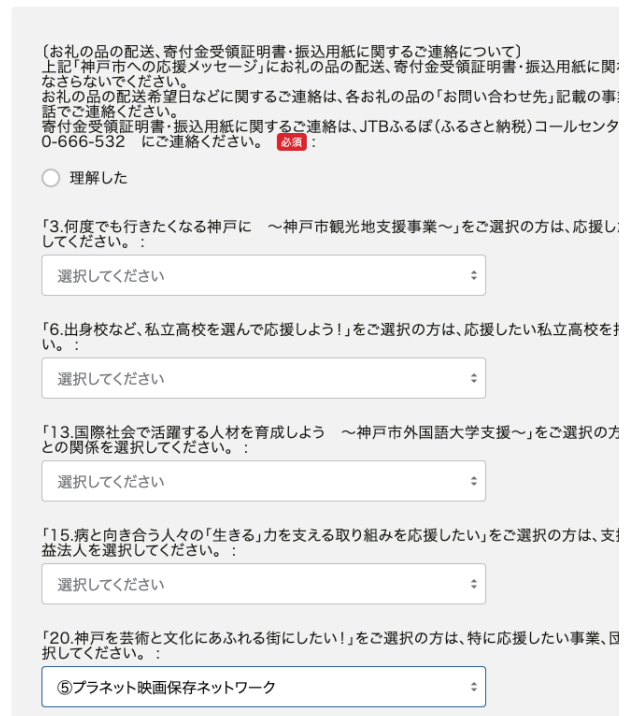 〔お礼の品の配送、寄付金受領証明書・振込用紙に関するご連絡について〕
上記「神戸市への応援メッセージ」にお礼の品の配送、寄付金受領証明書・振込用紙に関
なさらないでください。
お礼の品の配送希望日などに関するご連絡は、各お礼の品の「お問い合わせ先」記載の事
話でご連絡ください。
寄付金受領証明書・振込用紙に関するご連絡は、JTBふるぽ(ふるさと納税)コールセンタ
0-666-532　にご連絡ください。 必須 :
理解した
「3.何度でも行きたくなる神戸に　～神戸市観光地支援事業～」をご選択の方は、応援し
してください。 :
選択してください
「6.出身校など、私立高校を選んで応援しよう!」をご選択の方は、応援したい私立高校を
い。 :
選択してください
「13.国際社会で活躍する人材を育成しよう　～神戸市外国語大学支援～」をご選択の方
との関係を選択してください。 :
選択してください
「15.病と向き合う人々の「生きる」力を支える取り組みを応援したい」をご選択の方は、支
益法人を選択してください。 :
選択してください
「20.神戸を芸術と文化にあふれる街にしたい!」をご選択の方は、特に応援したい事業、団
択してください。 :
⑤プラネット映画保存ネットワーク